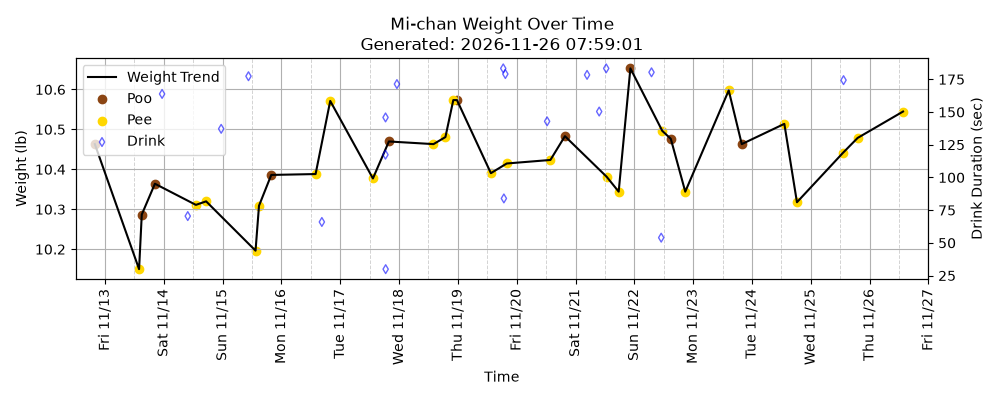 Mi-chan Weight Over Time
Generated: 2026-11-26 07:59:01
Weight Trend
Poo
Pee
Drink
Weight (lb)
10.6
10.5
10.4
10.3
10.2
Drink Duration (sec)
175
150
125
100
75
50
25
Fri 11/13
Sat 11/14
Sun 11/15
Mon 11/16
Tue 11/17
Wed 11/18
Thu 11/19
Fri 11/20
Sat 11/21
Sun 11/22
Mon 11/23
Tue 11/24
Wed 11/25
Thu 11/26
Fri 11/27
Time